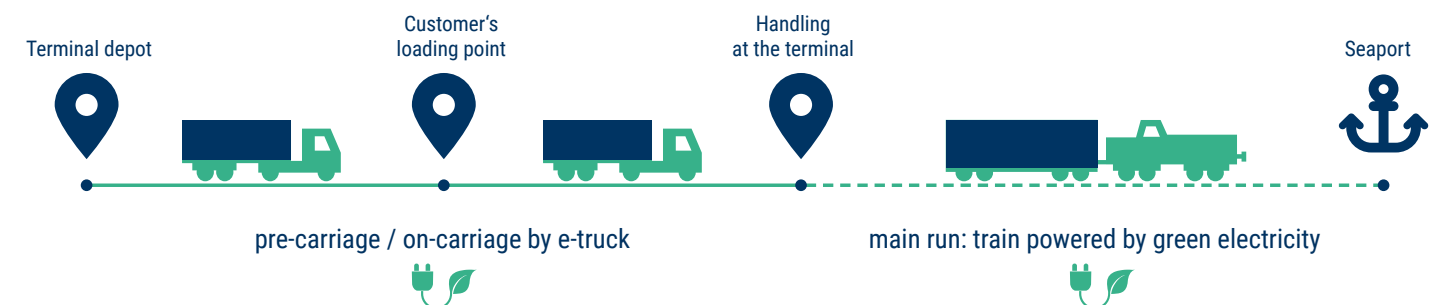 Terminal depot
Customer‘s
loading point
Handling
at the terminal
Seaport
pre-carriage / on-carriage by e-truck
main run: train powered by green electricity